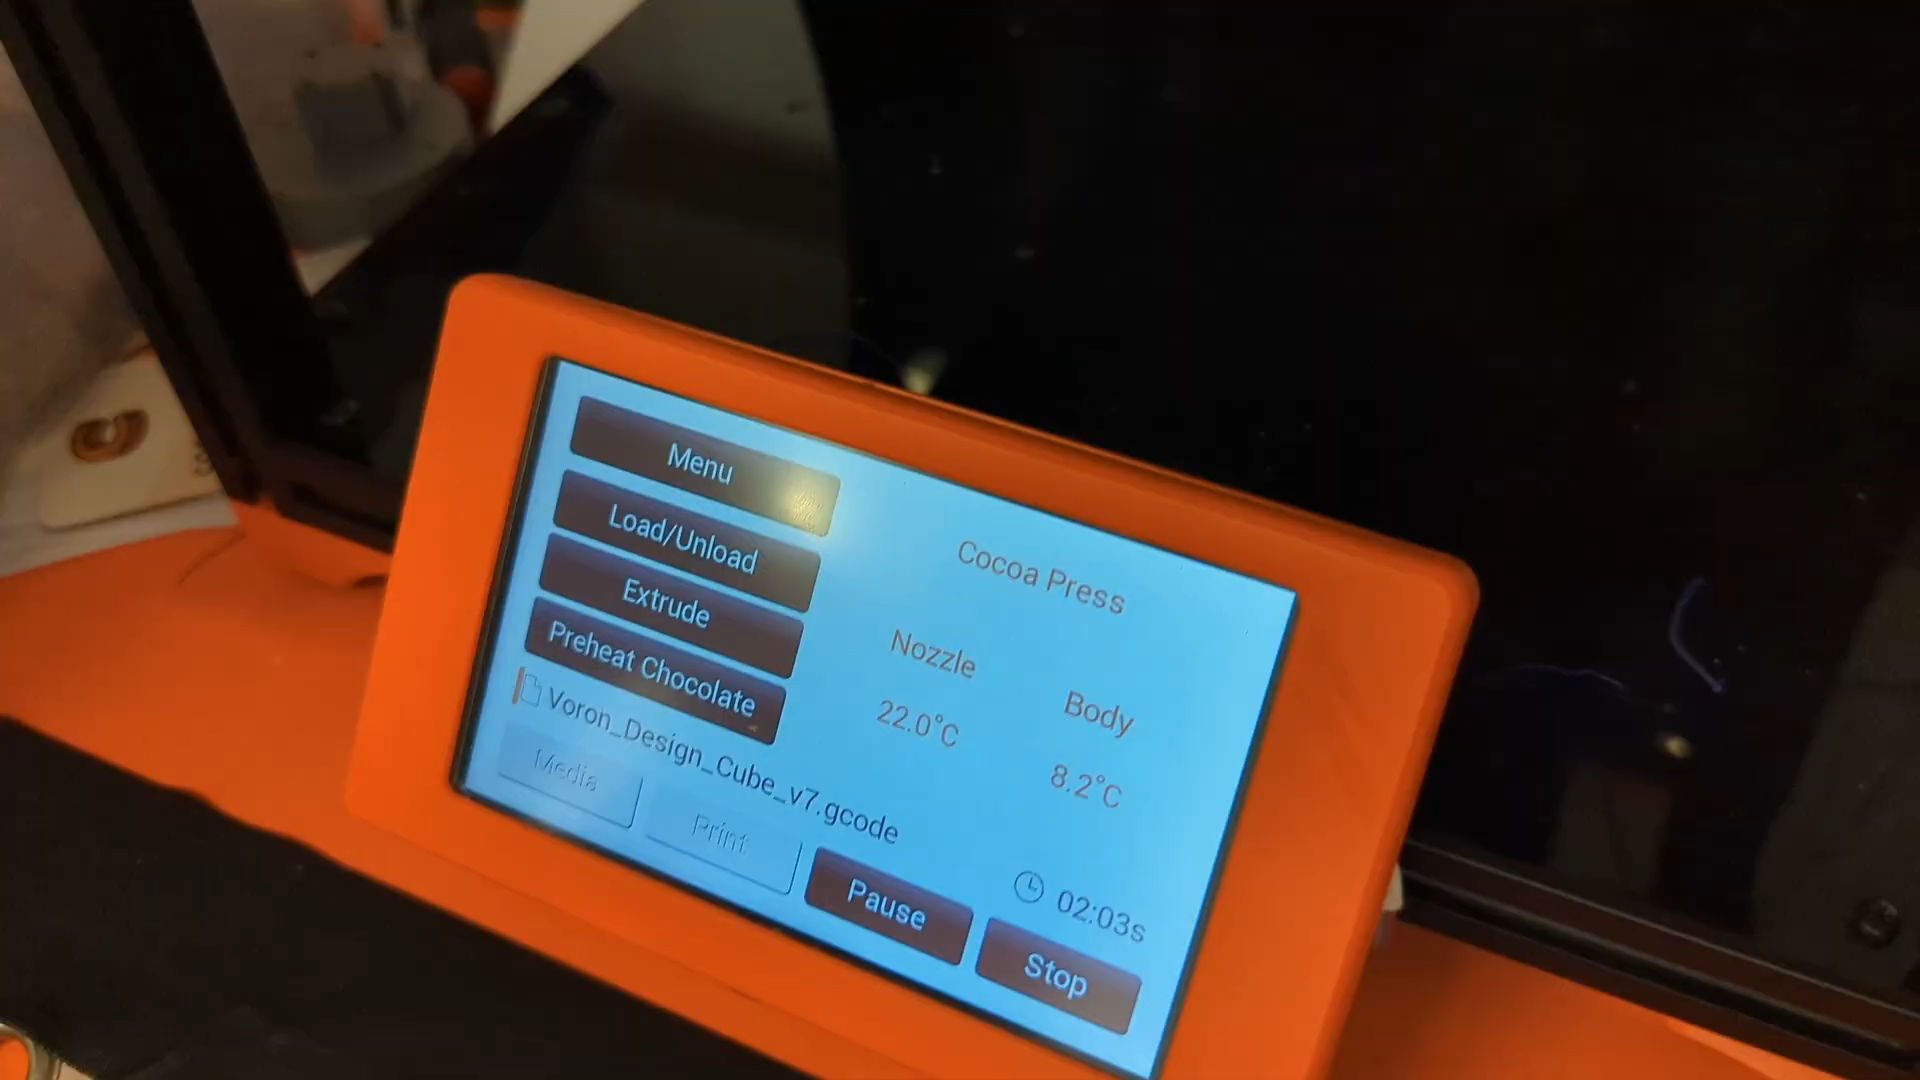 Menu
Load/Unload
Extrude
Preheat Chocolate
Cocoa Press
Nozzle
Body
22.0°C
8.2°C
Voron_Design_Cube_v7.gcode
02:03s
Media
Print
Pause
Stop